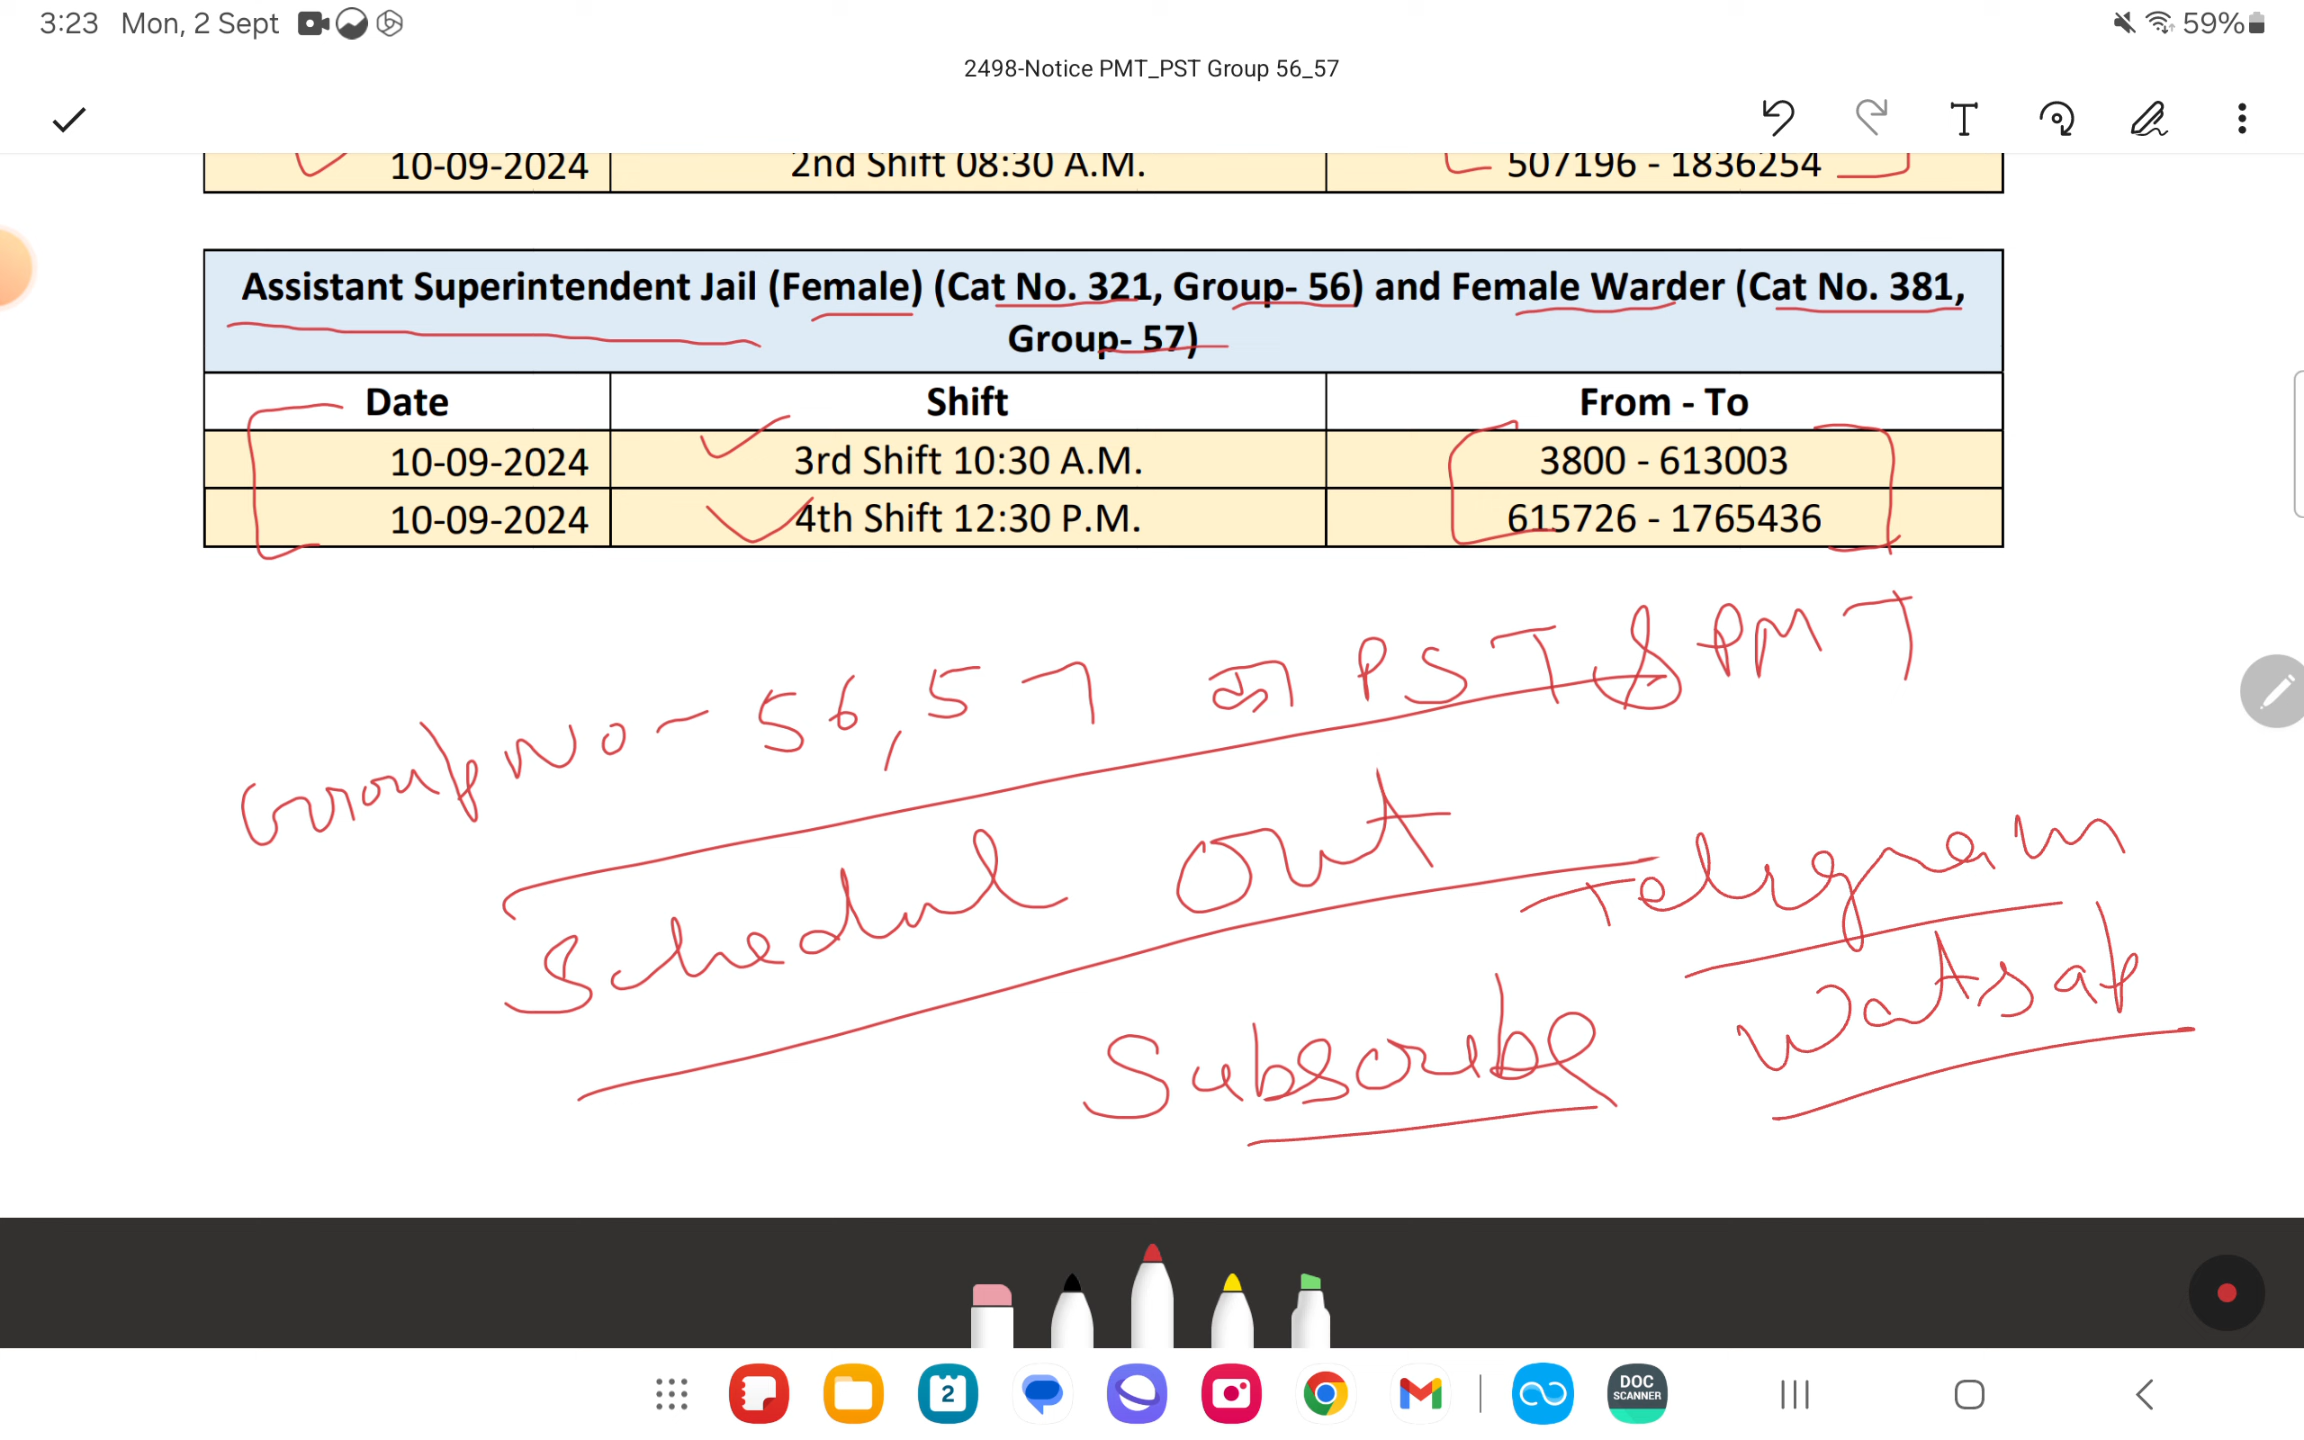 3:23 Mon, 2 Sept 59%
2498-Notice PMT_PST Group 56_57
T
10-09-2024 2nd Shift 08:30 A.M. 507196 - 1836254
Assistant Superintendent Jail (Female) (Cat No. 321, Group- 56) and Female Warder (Cat No. 381,
Group- 57)
Date Shift From - To
10-09-2024 3rd Shift 10:30 A.M. 3800 - 613003
10-09-2024 4th Shift 12:30 P.M. 615726 - 1765436
Group No - 56,57 का PST & PMT
Schedul Out
Telegram
Subscribe Watsap
2
DOC
SCANNER